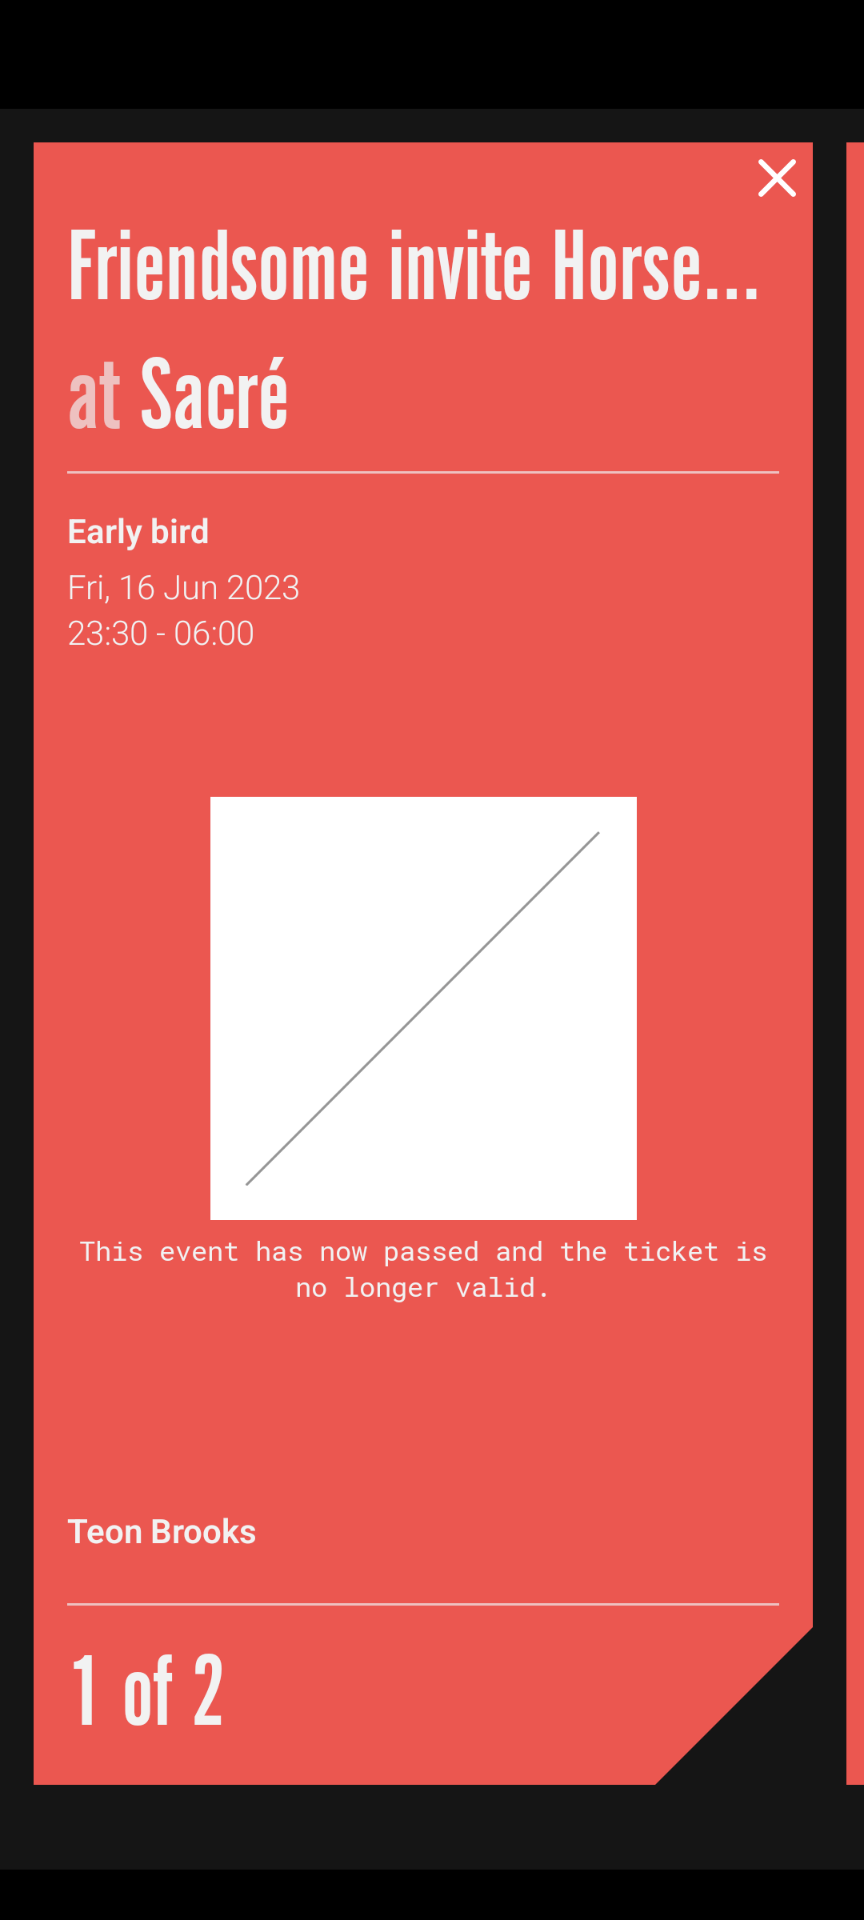 Friendsome invite Horse...
at Sacré
Early bird
Fri, 16 Jun 2023
23:30 - 06:00
This event has now passed and the ticket is
no longer valid.
Teon Brooks
1 of 2